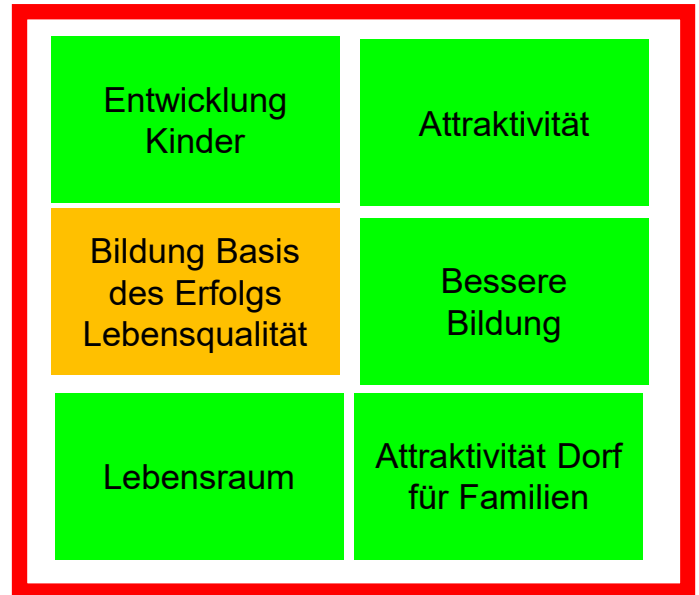 Entwicklung
Kinder
Attraktivität
Bildung Basis
des Erfolgs
Lebensqualität
Bessere
Bildung
Lebensraum
Attraktivität Dorf
für Familien